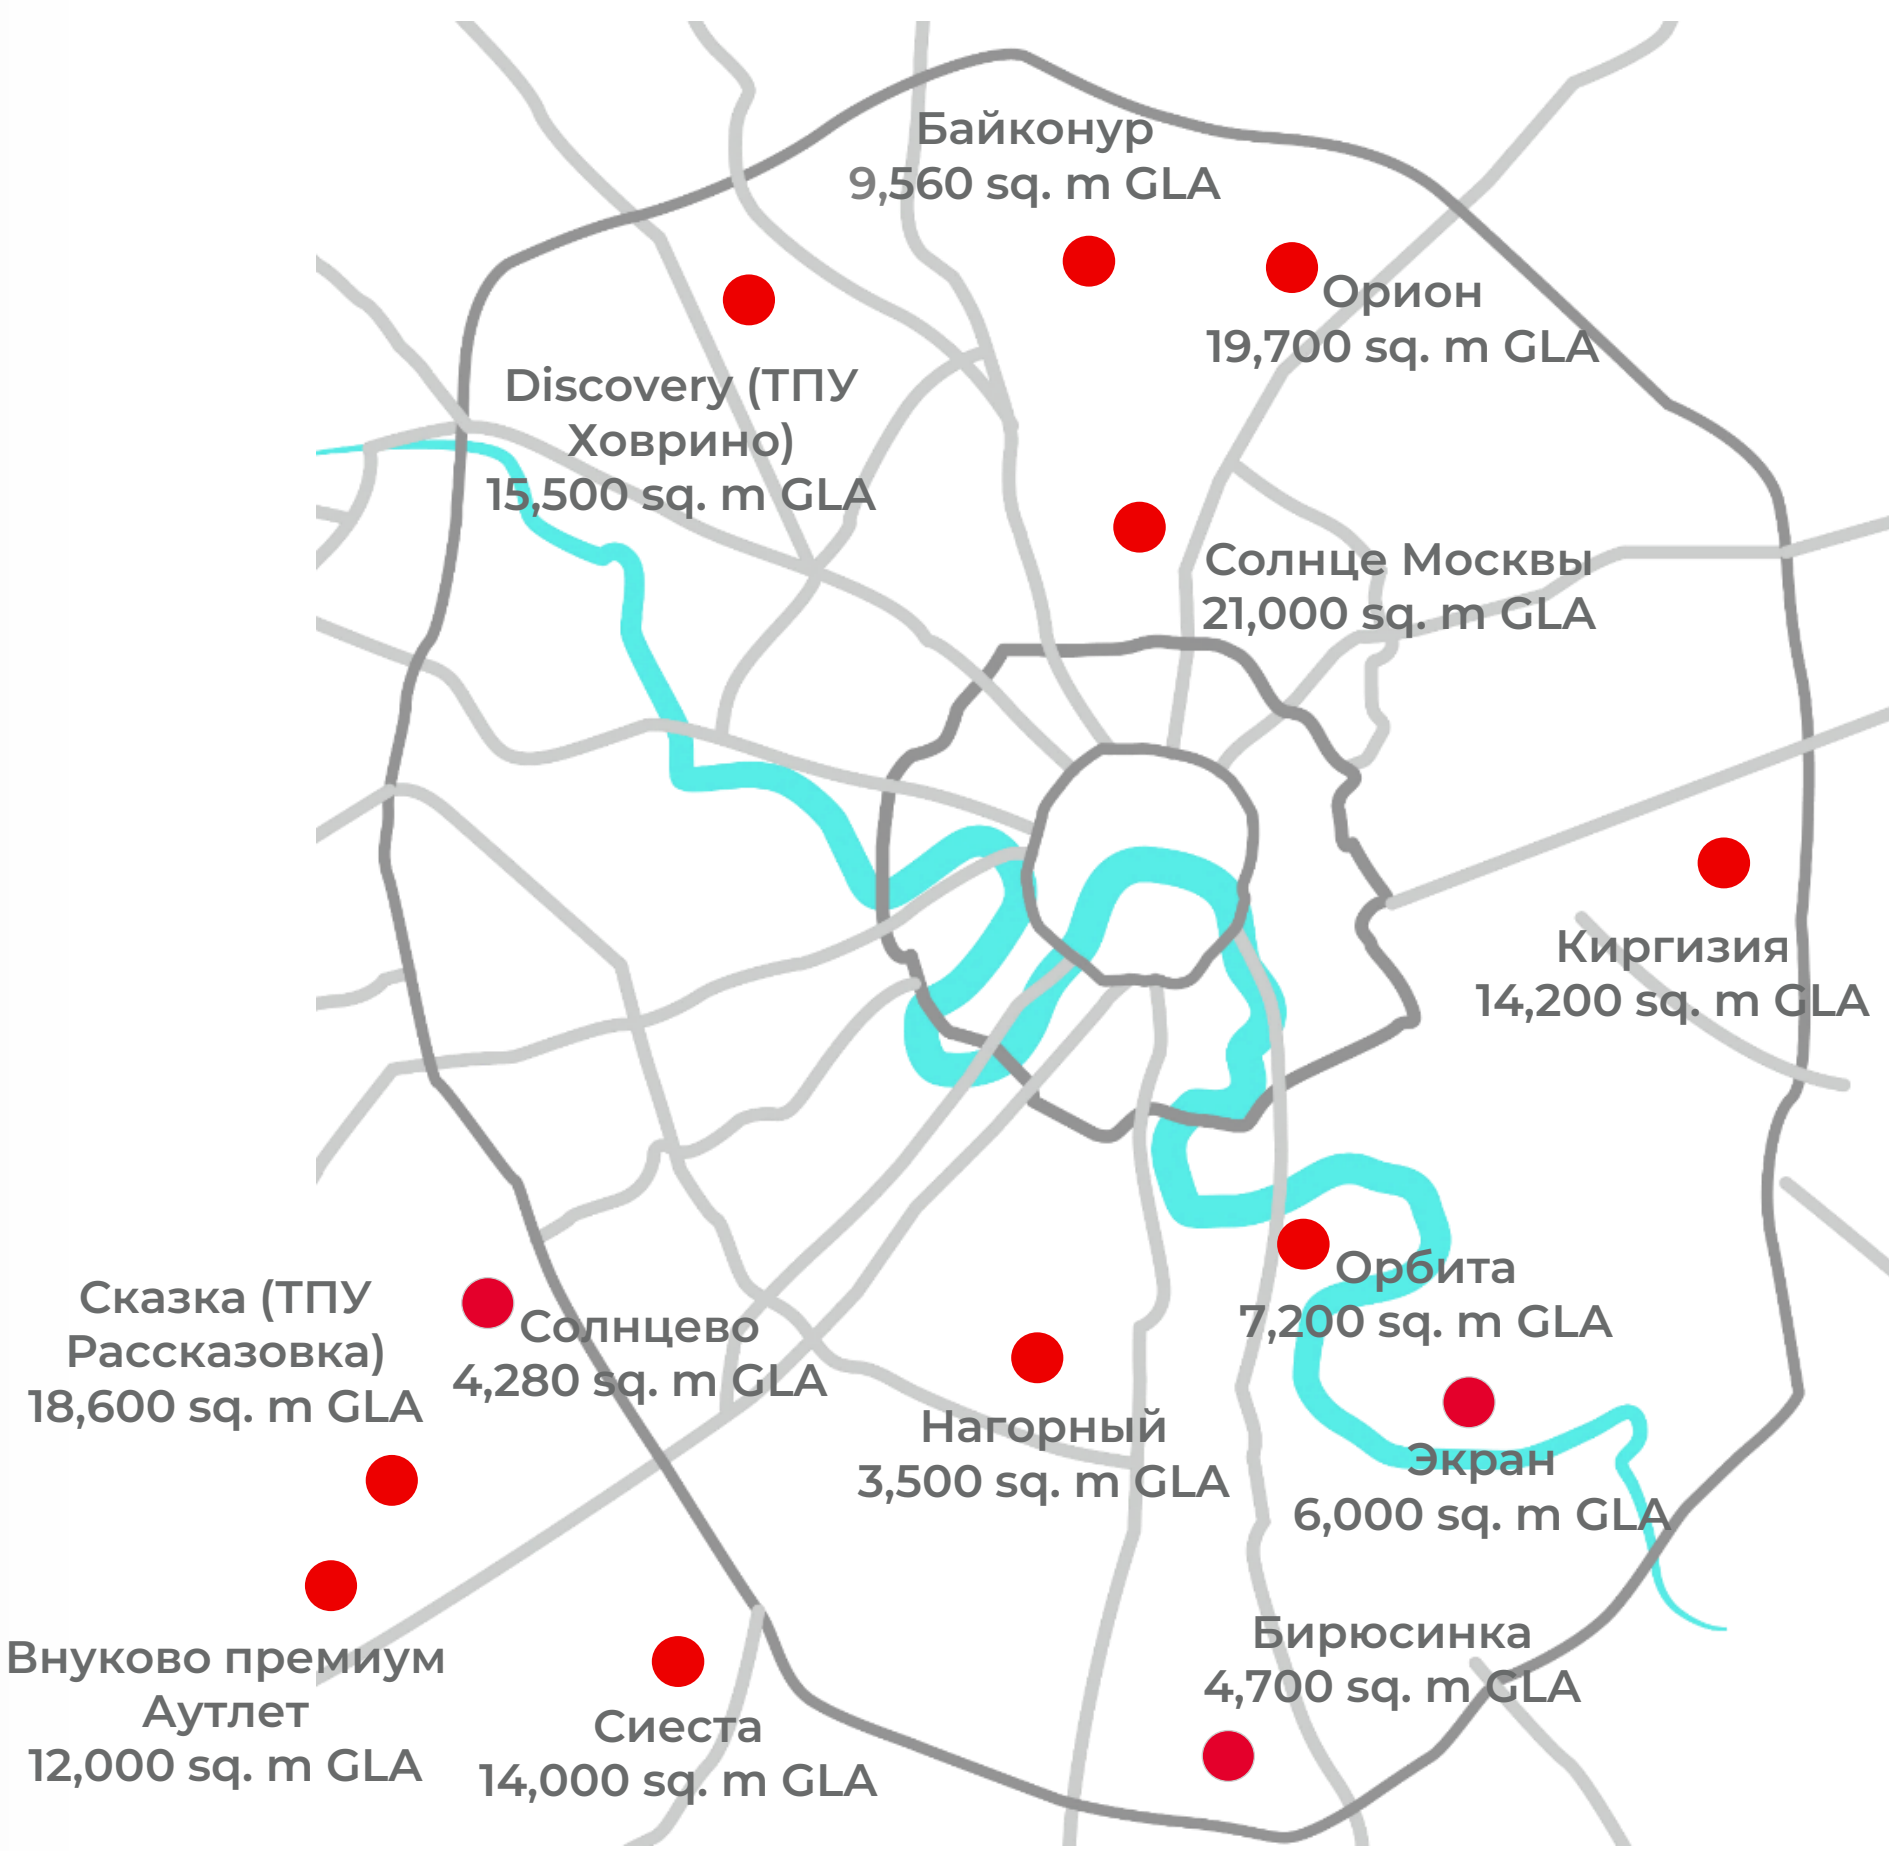 Байконур
9,560 sq. m GLA
Орион
19,700 sq. m GLA
Discovery (ТПУ
Ховрино)
15,500 sq. m GLA
Солнце Москвы
21,000 sq. m GLA
Киргизия
14,200 sq. m GLA
Орбита
7,200 sq. m GLA
Сказка (ТПУ
Рассказовка)
18,600 sq. m GLA
Солнцево
4,280 sq. m GLA
Нагорный
3,500 sq. m GLA
Экран
6,000 sq. m GLA
Бирюсинка
4,700 sq. m GLA
Внуково премиум
Аутлет
12,000 sq. m GLA
Сиеста
14,000 sq. m GLA